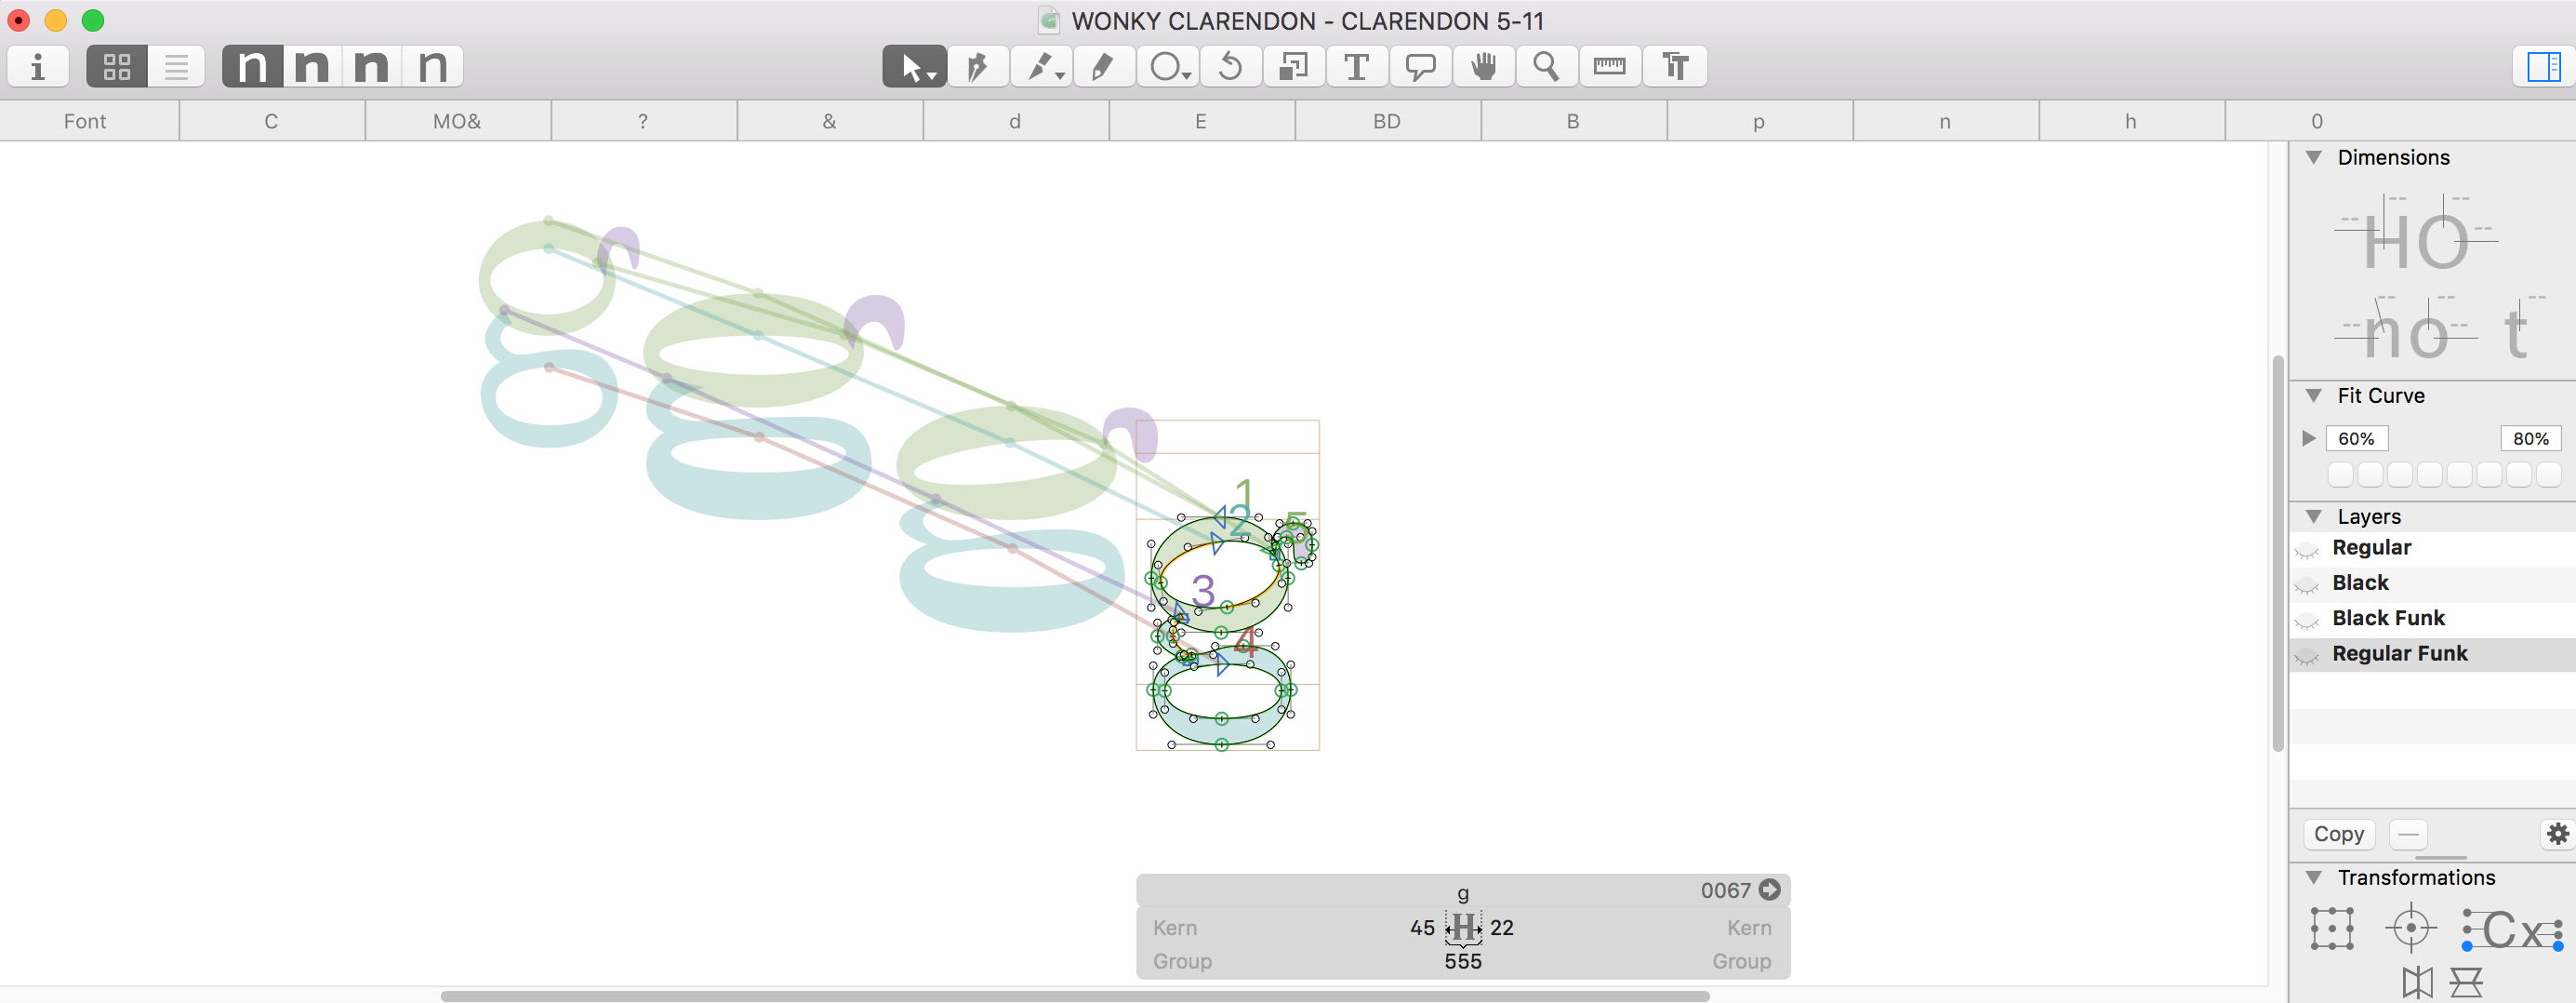 WONKY CLARENDON - CLARENDON 5-11
i n n n n T TT
Font C MO& ? & d E BD B p n h 0
Dimensions
-- --
-- HO --
-- -- --
-- no -- t
Fit Curve
60% 80%
Layers
Regular
Black
Black Funk
Regular Funk
Copy
Transformations
Cx
1
2
5
3
4
g 0067
Kern 45 H 22 Kern
Group 555 Group